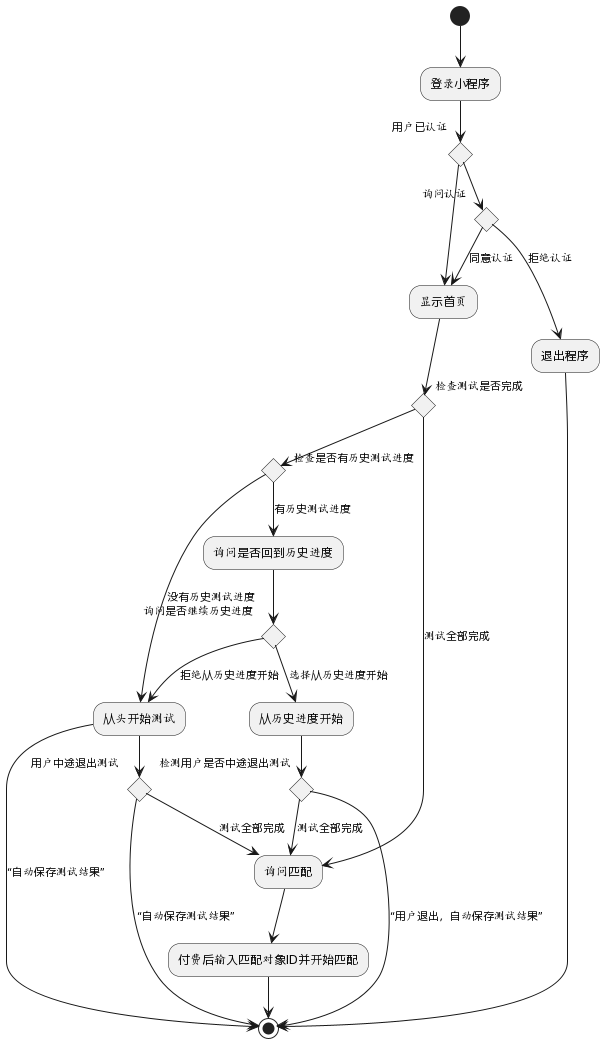 登录小程序
用户已认证
询问认证
同意认证
拒绝认证
显示首页
退出程序
检查测试是否完成
检查是否有历史测试进度
有历史测试进度
询问是否回到历史进度
没有历史测试进度
询问是否继续历史进度
测试全部完成
拒绝从历史进度开始
选择从历史进度开始
从头开始测试
从历史进度开始
用户中途退出测试
检测用户是否中途退出测试
测试全部完成
测试全部完成
“自动保存测试结果”
询问匹配
“自动保存测试结果”
“用户退出，自动保存测试结果”
付费后输入匹配对象ID并开始匹配